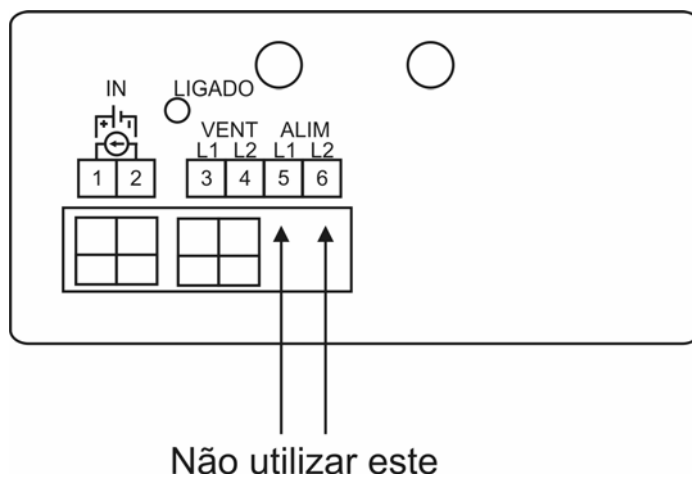 IN
LIGADO
+ -
VENT ALIM
L1 L2 L1 L2
1 2 3 4 5 6
Não utilizar este